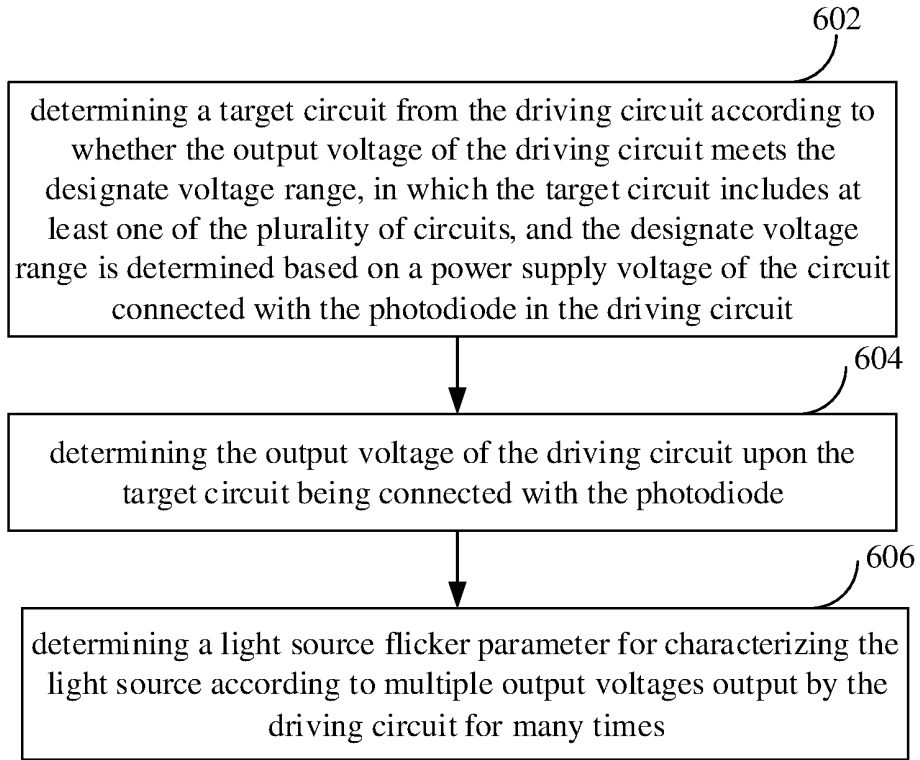 602
determining a target circuit from the driving circuit according to
whether the output voltage of the driving circuit meets the
designate voltage range, in which the target circuit includes at
least one of the plurality of circuits, and the designate voltage
range is determined based on a power supply voltage of the circuit
connected with the photodiode in the driving circuit
604
determining the output voltage of the driving circuit upon the
target circuit being connected with the photodiode
606
determining a light source flicker parameter for characterizing the
light source according to multiple output voltages output by the
driving circuit for many times